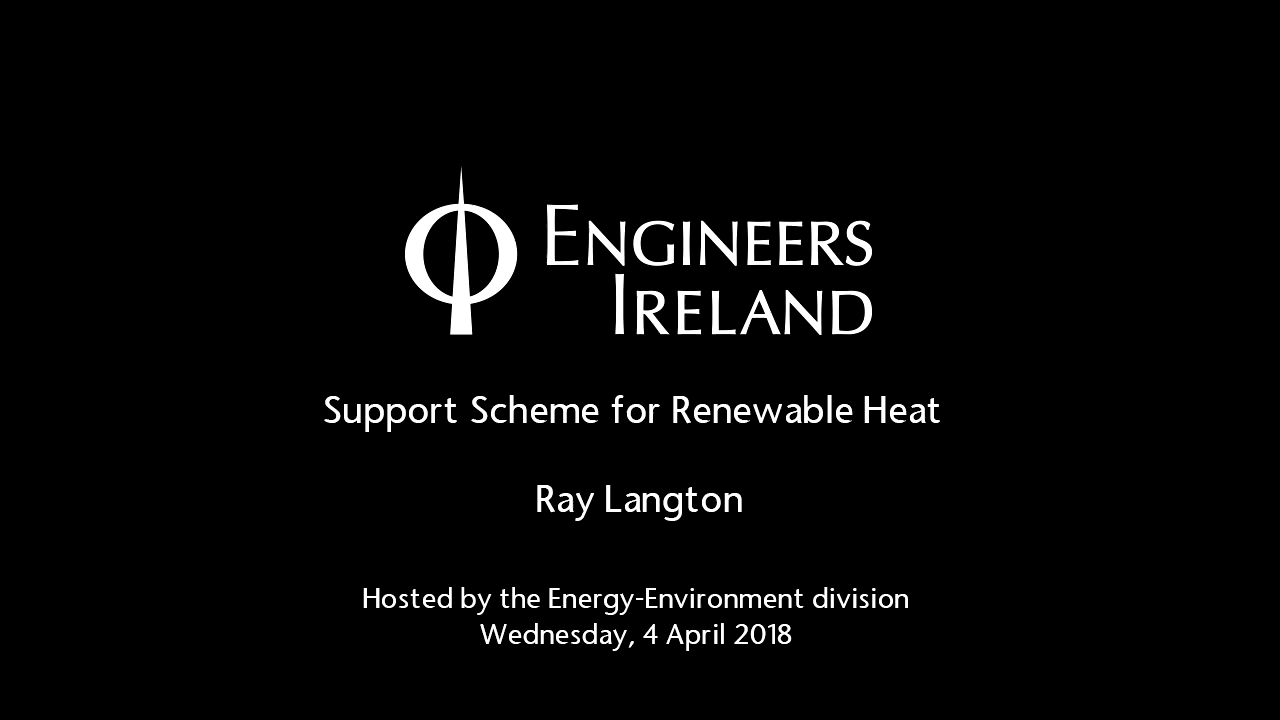 ENGINEERS
IRELAND
Support Scheme for Renewable Heat
Ray Langton
Hosted by the Energy-Environment division
Wednesday, 4 April 2018